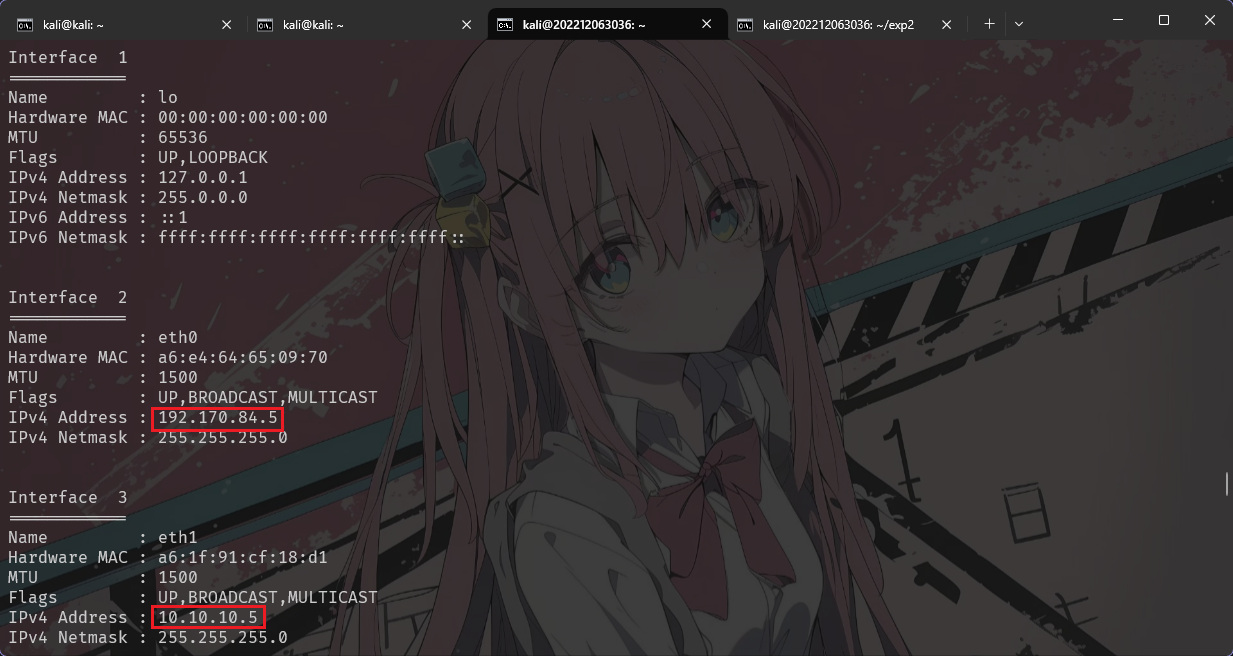 kali@kali: ~
kali@kali: ~
kali@202212063036: ~
kali@202212063036: ~/exp2
Interface  1
============
Name         : lo
Hardware MAC : 00:00:00:00:00:00
MTU          : 65536
Flags        : UP,LOOPBACK
IPv4 Address : 127.0.0.1
IPv4 Netmask : 255.0.0.0
IPv6 Address : ::1
IPv6 Netmask : ffff:ffff:ffff:ffff:ffff:ffff::
Interface  2
============
Name         : eth0
Hardware MAC : a6:e4:64:65:09:70
MTU          : 1500
Flags        : UP,BROADCAST,MULTICAST
IPv4 Address : 192.170.84.5
IPv4 Netmask : 255.255.255.0
Interface  3
============
Name         : eth1
Hardware MAC : a6:1f:91:cf:18:d1
MTU          : 1500
Flags        : UP,BROADCAST,MULTICAST
IPv4 Address : 10.10.10.5
IPv4 Netmask : 255.255.255.0